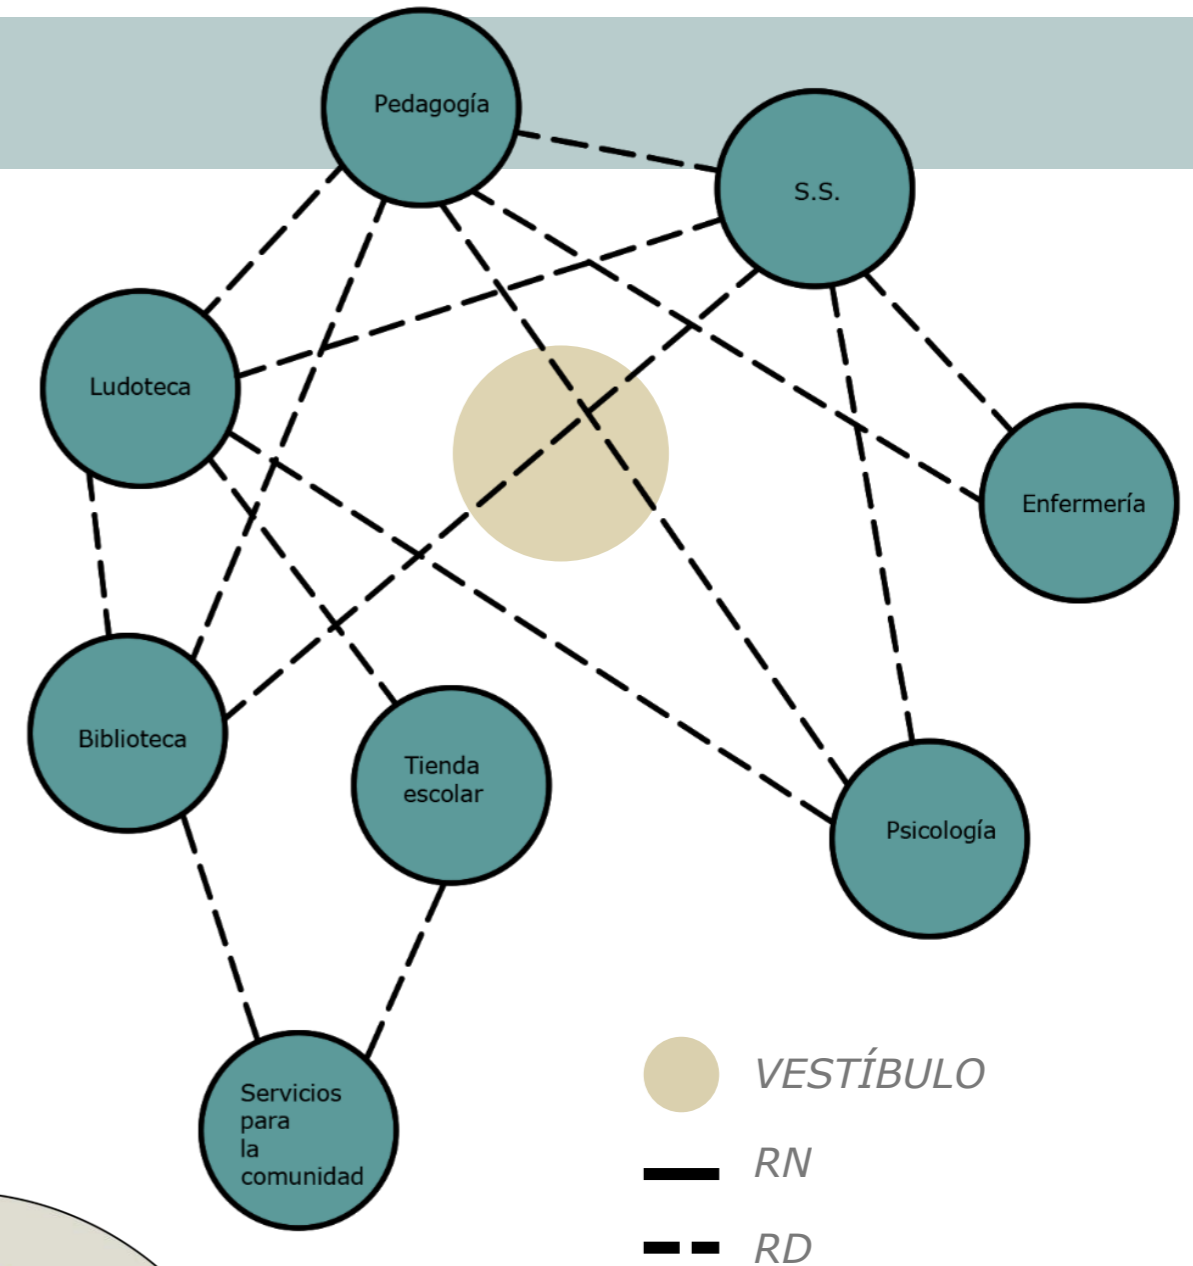 Pedagogía
S.S.
Ludoteca
Enfermería
Biblioteca
Tienda
escolar
Psicología
Servicios
para
la
comunidad
VESTÍBULO
RN
RD